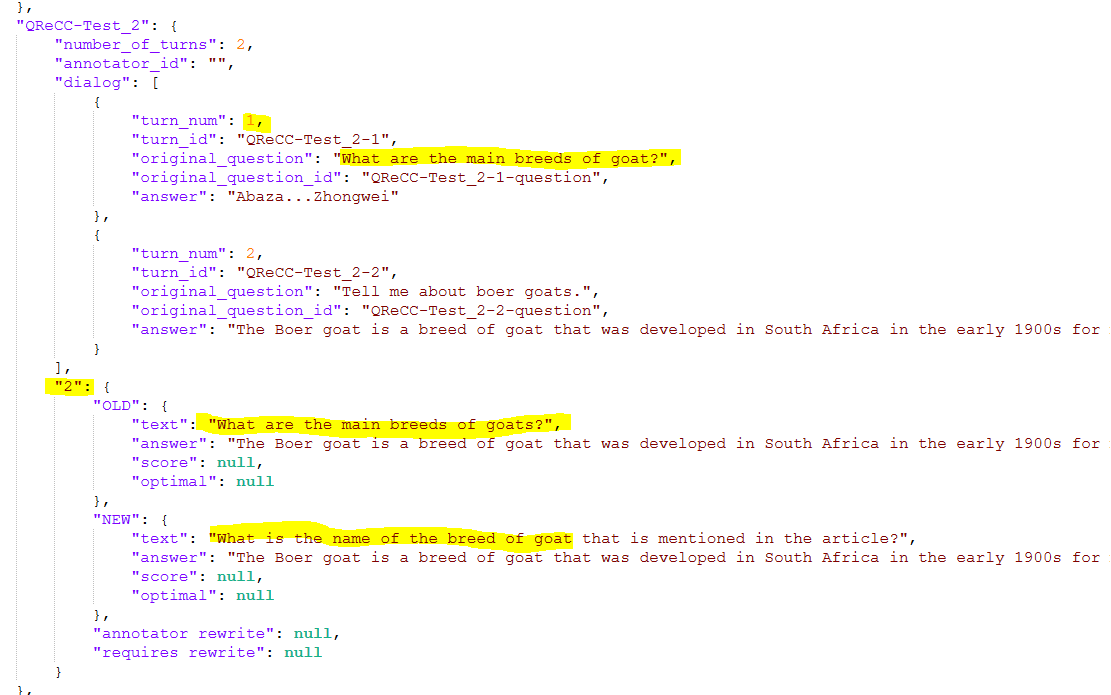 },
"QReCC-Test_2": {
"number_of_turns": 2,
"annotator_id": "",
"dialog": [
{
"turn_num": 1,
"turn_id": "QReCC-Test_2-1",
"original_question": "What are the main breeds of goat?",
"original_question_id": "QReCC-Test_2-1-question",
"answer": "Abaza...Zhongwei"
},
{
"turn_num": 2,
"turn_id": "QReCC-Test_2-2",
"original_question": "Tell me about boer goats.",
"original_question_id": "QReCC-Test_2-2-question",
"answer": "The Boer goat is a breed of goat that was developed in South Africa in the early 1900s for
}
],
"2": {
"OLD": {
"text": "What are the main breeds of goats?",
"answer": "The Boer goat is a breed of goat that was developed in South Africa in the early 1900s for
"score": null,
"optimal": null
},
"NEW": {
"text": "What is the name of the breed of goat that is mentioned in the article?",
"answer": "The Boer goat is a breed of goat that was developed in South Africa in the early 1900s for
"score": null,
"optimal": null
},
"annotator rewrite": null,
"requires rewrite": null
}
},